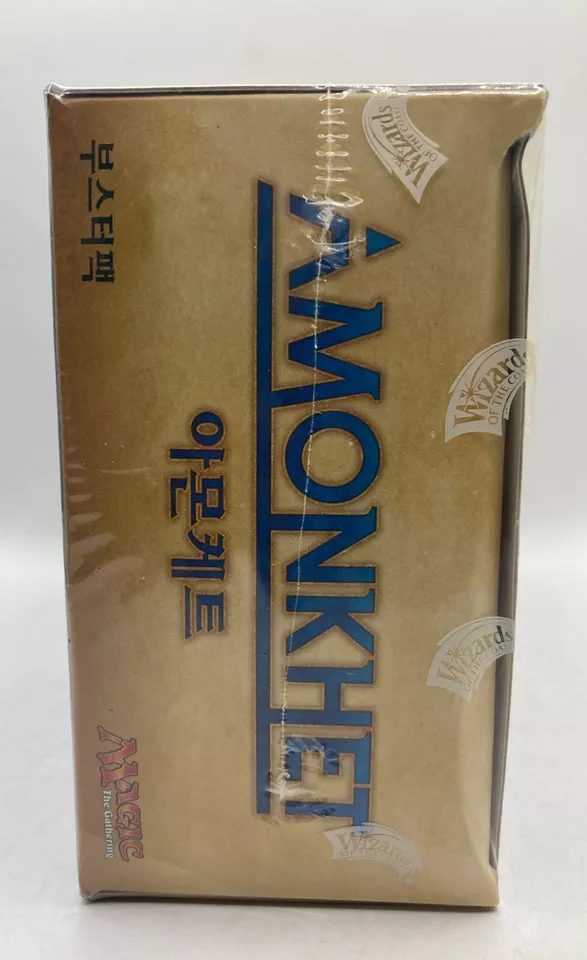 AMONKHET
아몬케트
부스터팩
MAGIC
The Gathering
Wizards
OF THE COAST
Wizards
OF THE COAST
Wizards
OF THE COAST
Wizards
OF THE